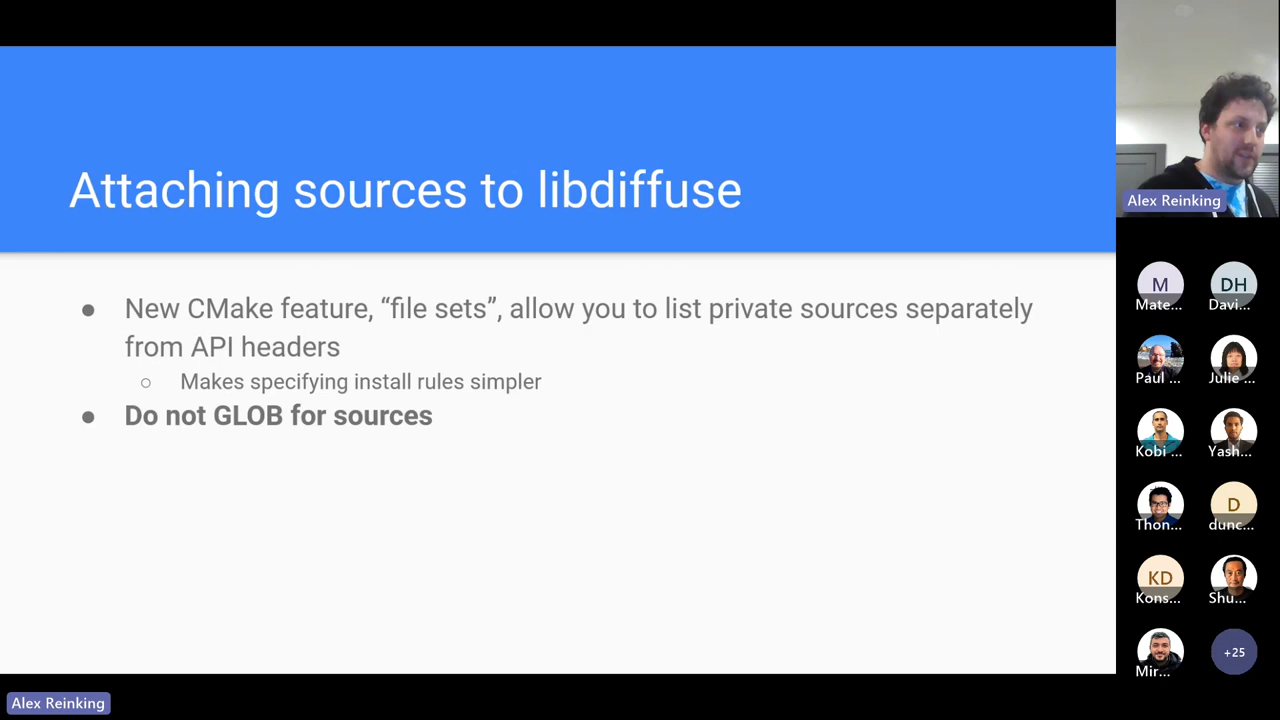 Attaching sources to libdiffuse
● New CMake feature, “file sets”, allow you to list private sources separately
from API headers
○ Makes specifying install rules simpler
● Do not GLOB for sources
Alex Reinking
M
DH
Mate...
Davi...
Paul ...
Julie ...
Kobi ...
Yash...
Thon...
D
dunc...
KD
Kons...
Shu...
Mir...
+25
Alex Reinking